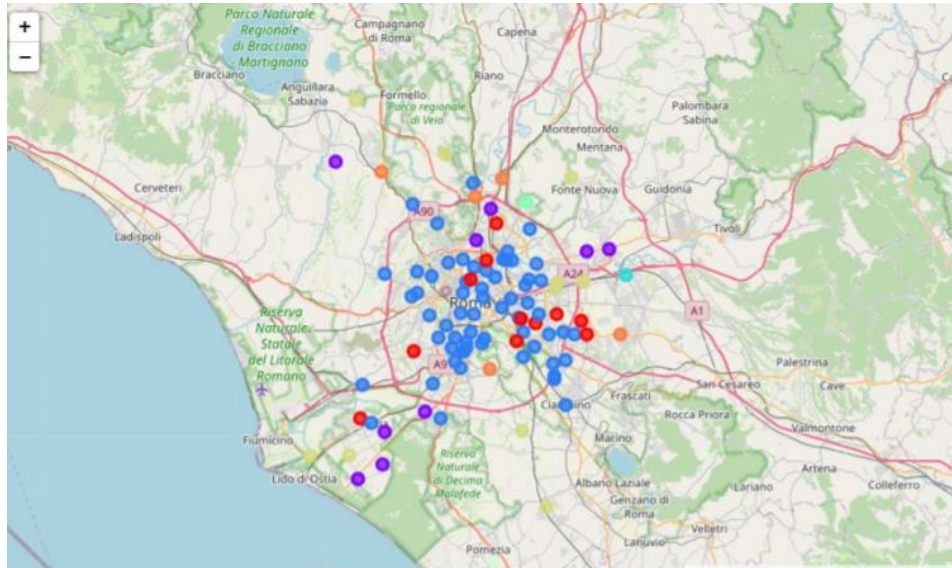 +
−
Parco Naturale
Regionale
di Bracciano
Martignano
Campagnano
di Roma
Capena
Bracciano
Anguillara
Sabazia
Formello
Riano
Parco regionale
di Veio
Palombara
Sabina
Monterotondo
Mentana
Cerveteri
Fonte Nuova
Guidonia
A90
Ladispoli
Tivoli
A24
Roma
A1
Riserva
Naturale
Statale
del Litorale
Romano
A9
Palestrina
San Cesareo
Cave
Frascati
Rocca Priora
Fiumicino
Marino
Valmontone
Riserva
Naturale
di Decima
Malafede
Lido di Ostia
Albano Laziale
Artena
Lariano
Colleferro
Genzano di
Roma
Velletri
Lanuvio
Pomezia